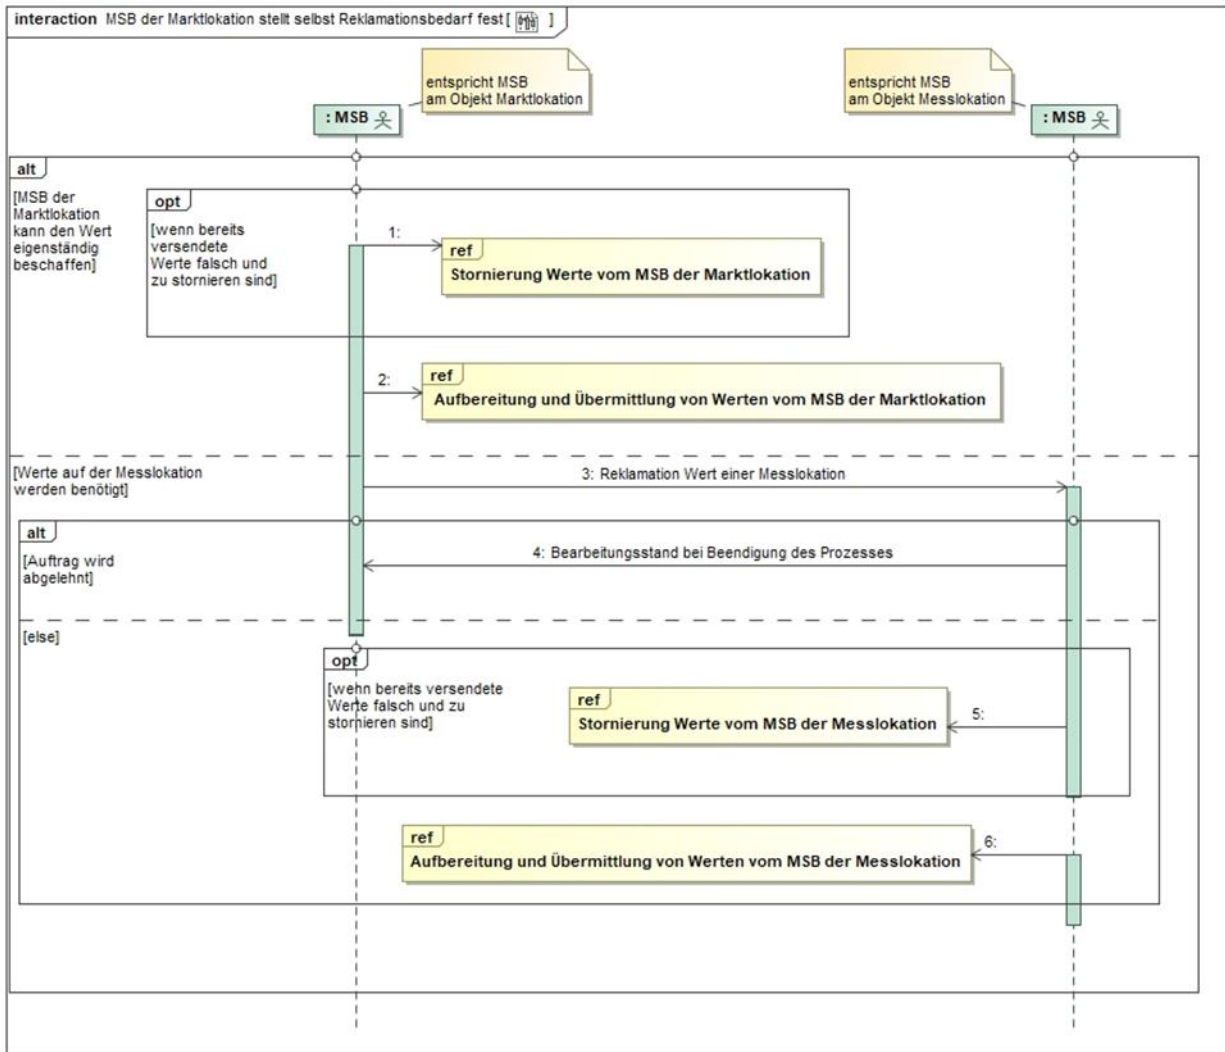 interaction MSB der Marktlokation stellt selbst Reklamationsbedarf fest[ ]
entspricht MSB
am Objekt Marktlokation
entspricht MSB
am Objekt Messlokation
: MSB
: MSB
alt
[MSB der
Marktlokation
kann den Wert
eigenständig
beschaffen]
opt
[wenn bereits
versendete
Werte falsch und
zu stornieren sind]
1:
ref
Stornierung Werte vom MSB der Marktlokation
2:
ref
Aufbereitung und Übermittlung von Werten vom MSB der Marktlokation
[Werte auf der Messlokation
werden benötigt]
3: Reklamation Wert einer Messlokation
alt
[Auftrag wird
abgelehnt]
4: Bearbeitungsstand bei Beendigung des Prozesses
[else]
opt
[wenn bereits versendete
Werte falsch und zu
stornieren sind]
ref
Stornierung Werte vom MSB der Messlokation
5:
ref
Aufbereitung und Übermittlung von Werten vom MSB der Messlokation
6: